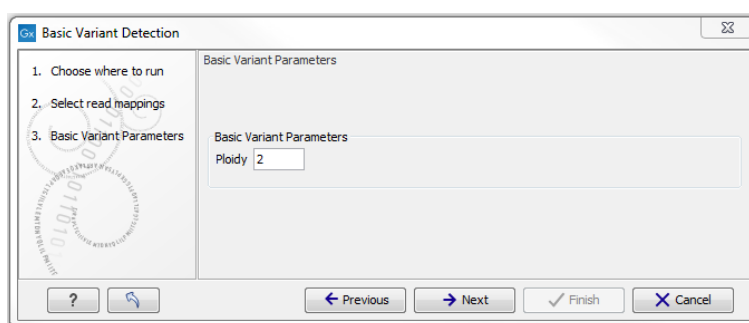 Gx Basic Variant Detection
1. Choose where to run
2. Select read mappings
3. Basic Variant Parameters
Basic Variant Parameters
Basic Variant Parameters
Ploidy 2
? Previous Next Finish Cancel